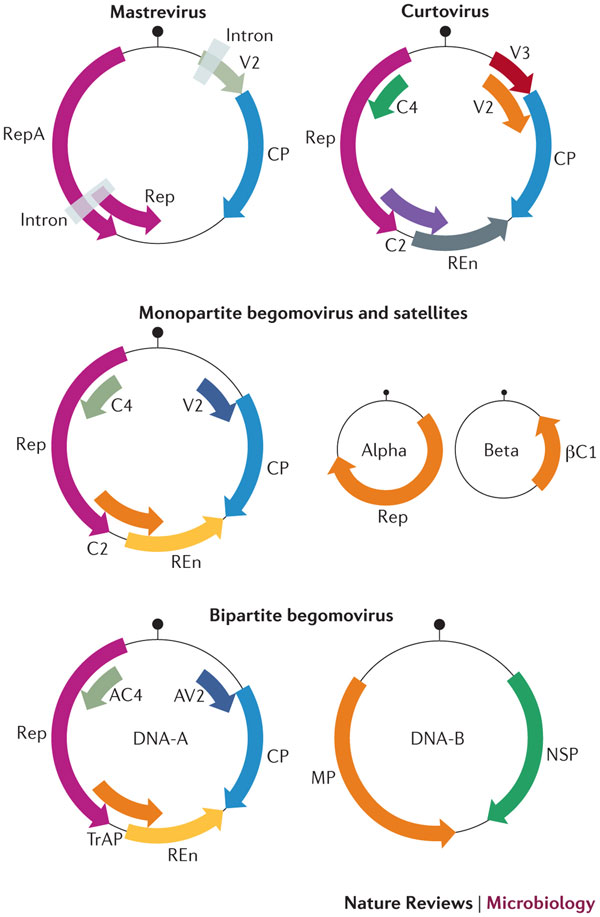 Mastrevirus
Intron
V2
RepA
CP
Rep
Intron
Curtovirus
V3
C4
V2
Rep
CP
C2
REn
Monopartite begomovirus and satellites
C4
V2
Rep
CP
C2
REn
Alpha
Rep
Beta
βC1
Bipartite begomovirus
AC4
AV2
Rep
DNA-A
CP
TrAP
REn
DNA-B
MP
NSP
Nature Reviews | Microbiology